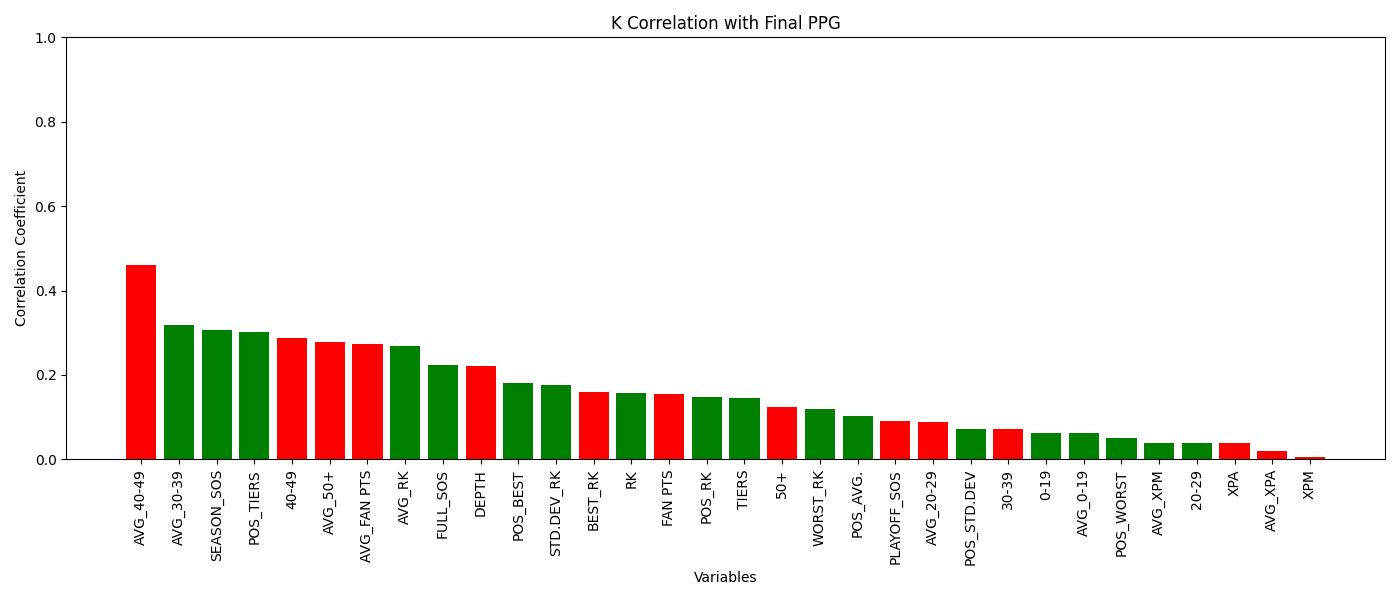 K Correlation with Final PPG
Correlation Coefficient
1.0
0.8
0.6
0.4
0.2
0.0
AVG_40-49
AVG_30-39
SEASON_SOS
POS_TIERS
40-49
AVG_50+
AVG_FAN PTS
AVG_RK
FULL_SOS
DEPTH
POS_BEST
STD.DEV_RK
BEST_RK
RK
FAN PTS
POS_RK
TIERS
50+
WORST_RK
POS_AVG.
PLAYOFF_SOS
AVG_20-29
POS_STD.DEV
30-39
0-19
AVG_0-19
POS_WORST
AVG_XPM
20-29
XPA
AVG_XPA
XPM
Variables